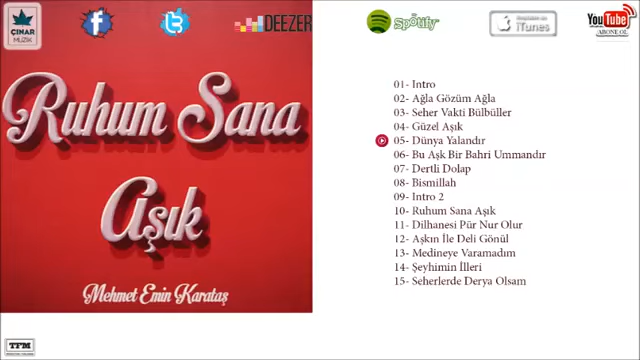 ÇINAR
MÜZİK
DEEZER
Spotify
Available on
iTunes
YouTube
ABONE OL
Ruhum Sana
Aşık
Mehmet Emin Karataş
01- Intro
02- Ağla Gözüm Ağla
03- Seher Vakti Bülbüller
04- Güzel Aşık
05- Dünya Yalandır
06- Bu Aşk Bir Bahri Ummandır
07- Dertli Dolap
08- Bismillah
09- Intro 2
10- Ruhum Sana Aşık
11- Dilhanesi Pür Nur Olur
12- Aşkın İle Deli Gönül
13- Medineye Varamadım
14- Şeyhimin İlleri
15- Seherlerde Derya Olsam
TFM